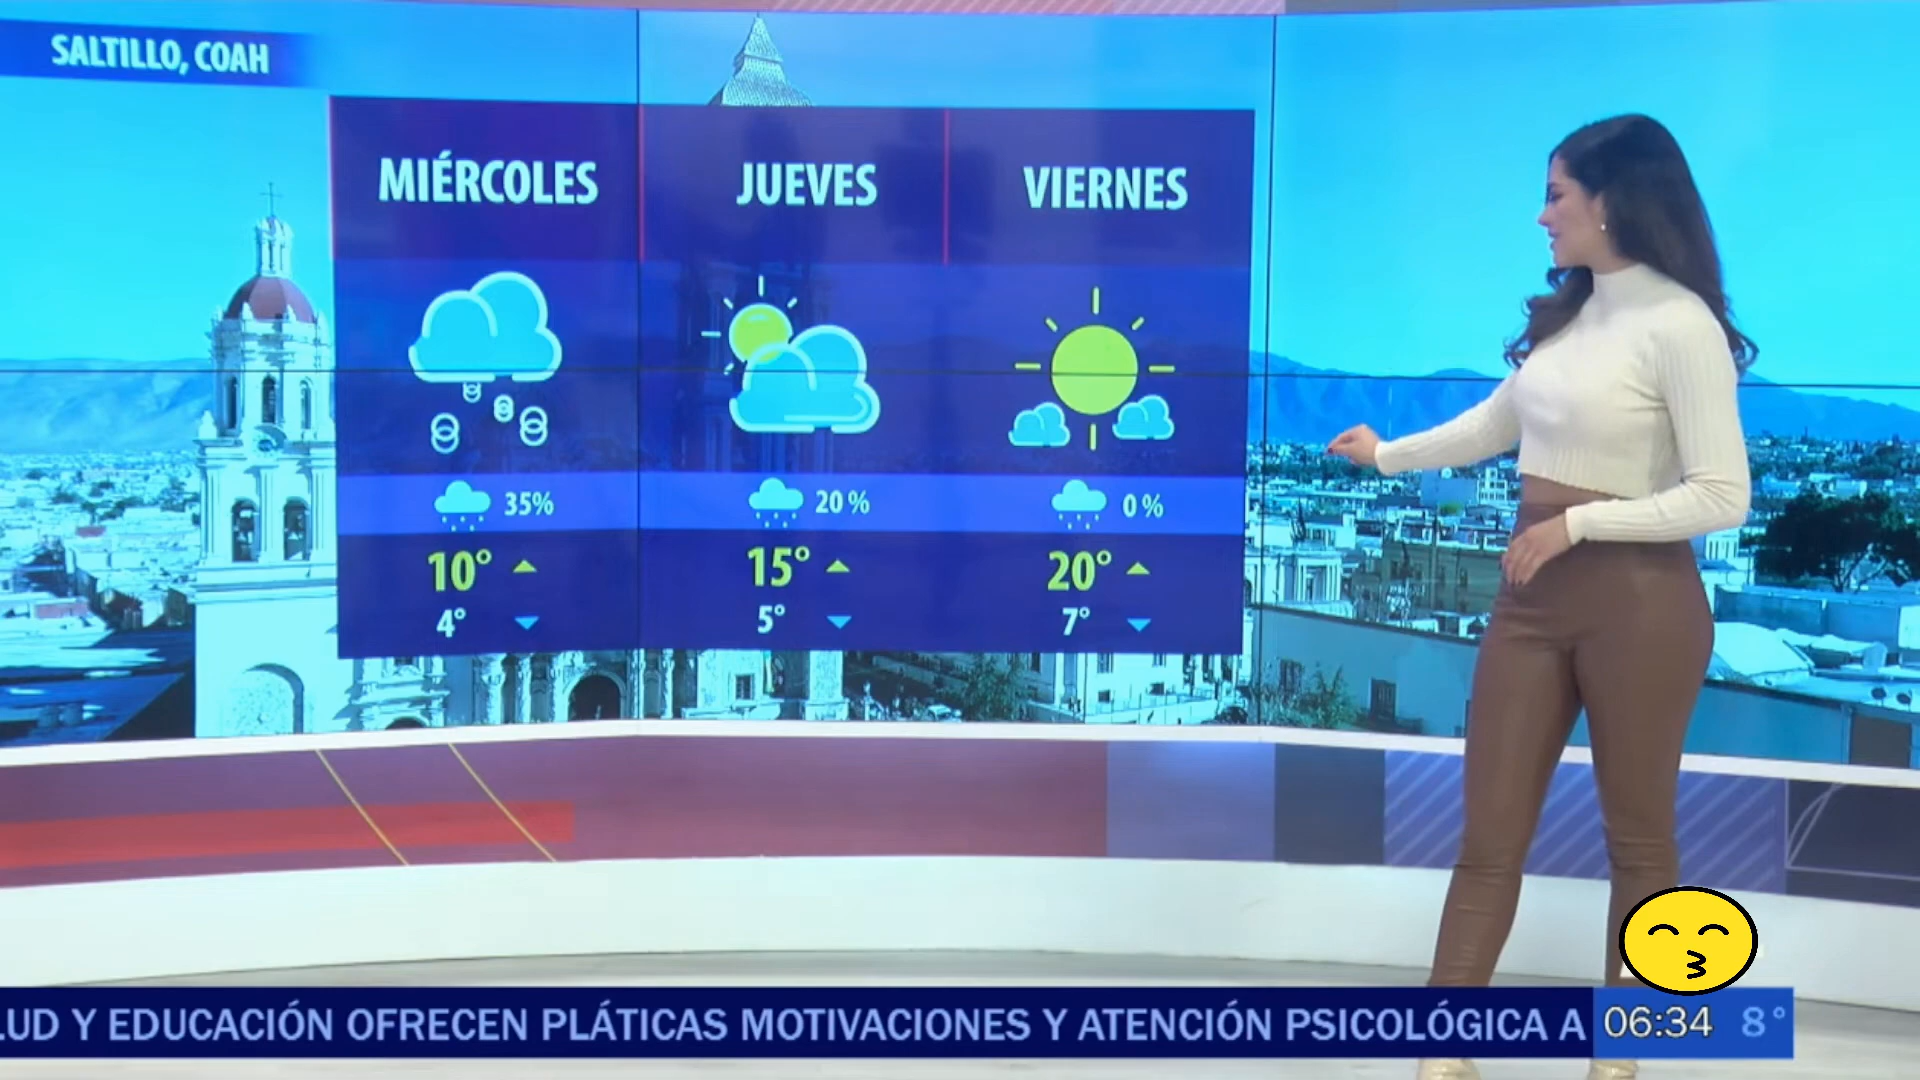 SALTILLO, COAH
MIÉRCOLES
JUEVES
VIERNES
35%
20%
0%
10°
15°
20°
4°
5°
7°
LUD Y EDUCACIÓN OFRECEN PLÁTICAS MOTIVACIONES Y ATENCIÓN PSICOLÓGICA A
06:34 8°